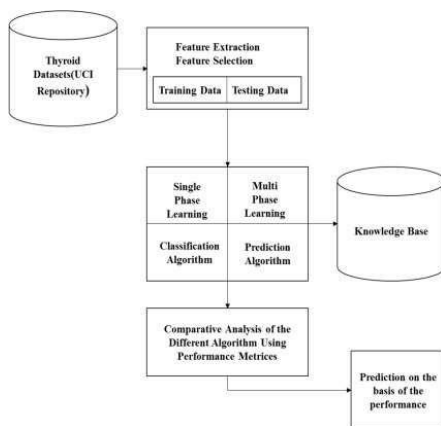 Thyroid
Datasets(UCI
Repository)
Feature Extraction
Feature Selection
Training Data
Testing Data
Single
Phase
Learning
Multi
Phase
Learning
Classification
Algorithm
Prediction
Algorithm
Knowledge Base
Comparative Analysis of the
Different Algorithm Using
Performance Metrices
Prediction on the
basis of the
performance